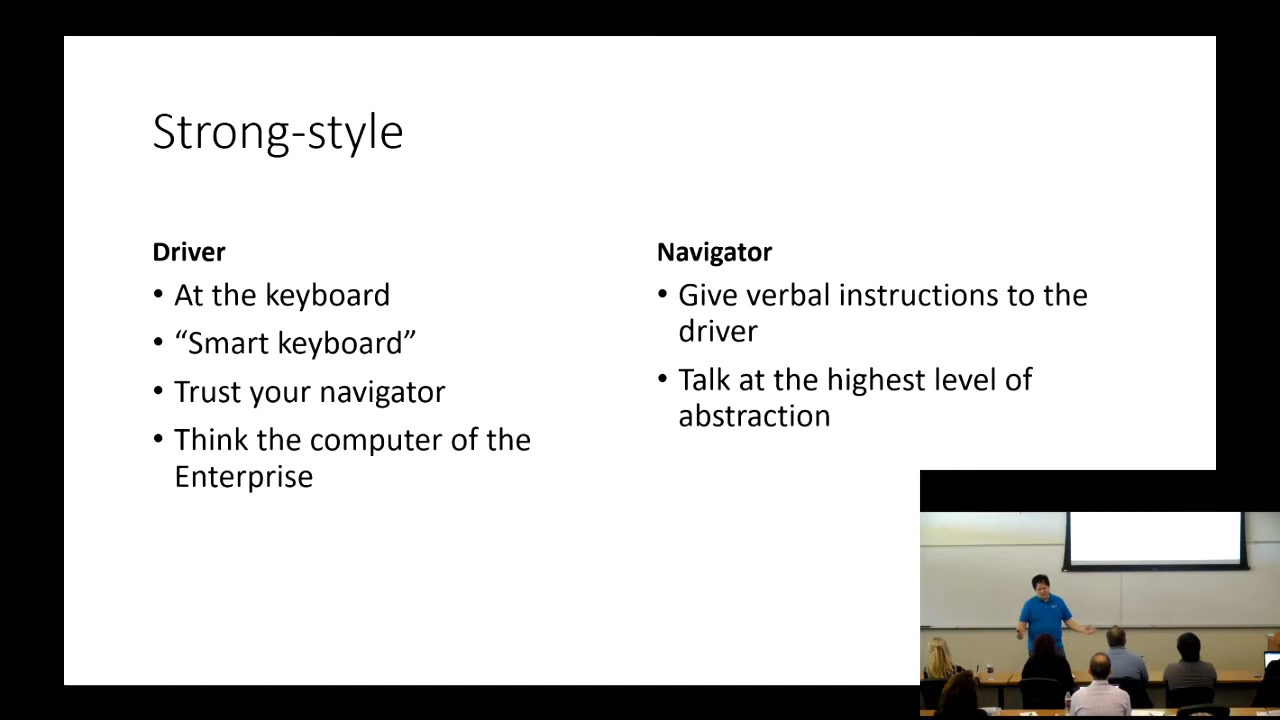 Strong-style
Driver
• At the keyboard
• “Smart keyboard”
• Trust your navigator
• Think the computer of the
Enterprise
Navigator
• Give verbal instructions to the
driver
• Talk at the highest level of
abstraction